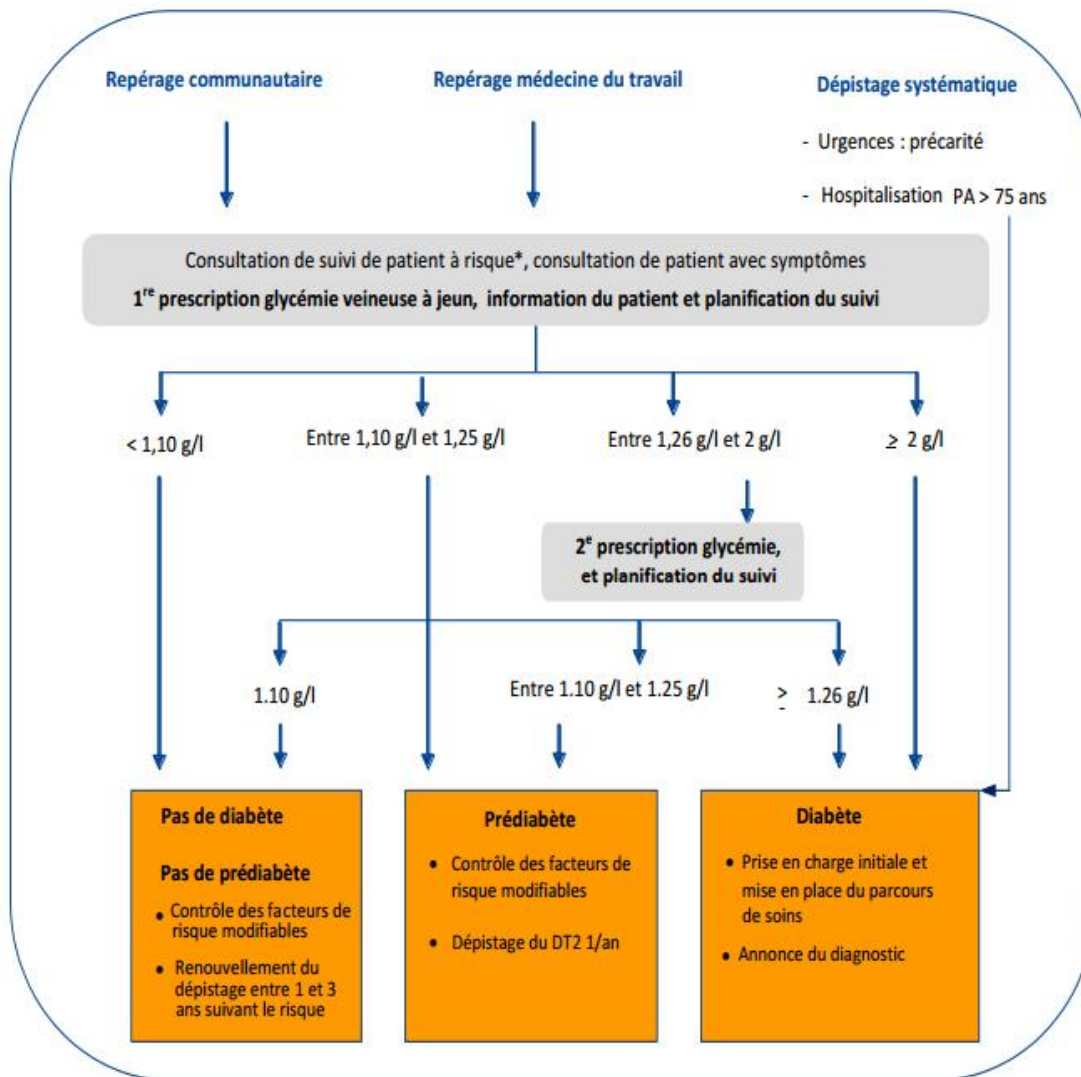 Repérage communautaire
Repérage médecine du travail
Dépistage systématique
- Urgences : précarité
- Hospitalisation PA > 75 ans
Consultation de suivi de patient à risque*, consultation de patient avec symptômes
1re prescription glycémie veineuse à jeun, information du patient et planification du suivi
< 1,10 g/l
Entre 1,10 g/l et 1,25 g/l
Entre 1,26 g/l et 2 g/l
≥ 2 g/l
2e prescription glycémie,
et planification du suivi
1.10 g/l
Entre 1.10 g/l et 1.25 g/l
≥ 1.26 g/l
Pas de diabète
Pas de prédiabète
• Contrôle des facteurs de
risque modifiables
• Renouvellement du
dépistage entre 1 et 3
ans suivant le risque
Prédiabète
• Contrôle des facteurs de
risque modifiables
• Dépistage du DT2 1/an
Diabète
• Prise en charge initiale et
mise en place du parcours
de soins
• Annonce du diagnostic